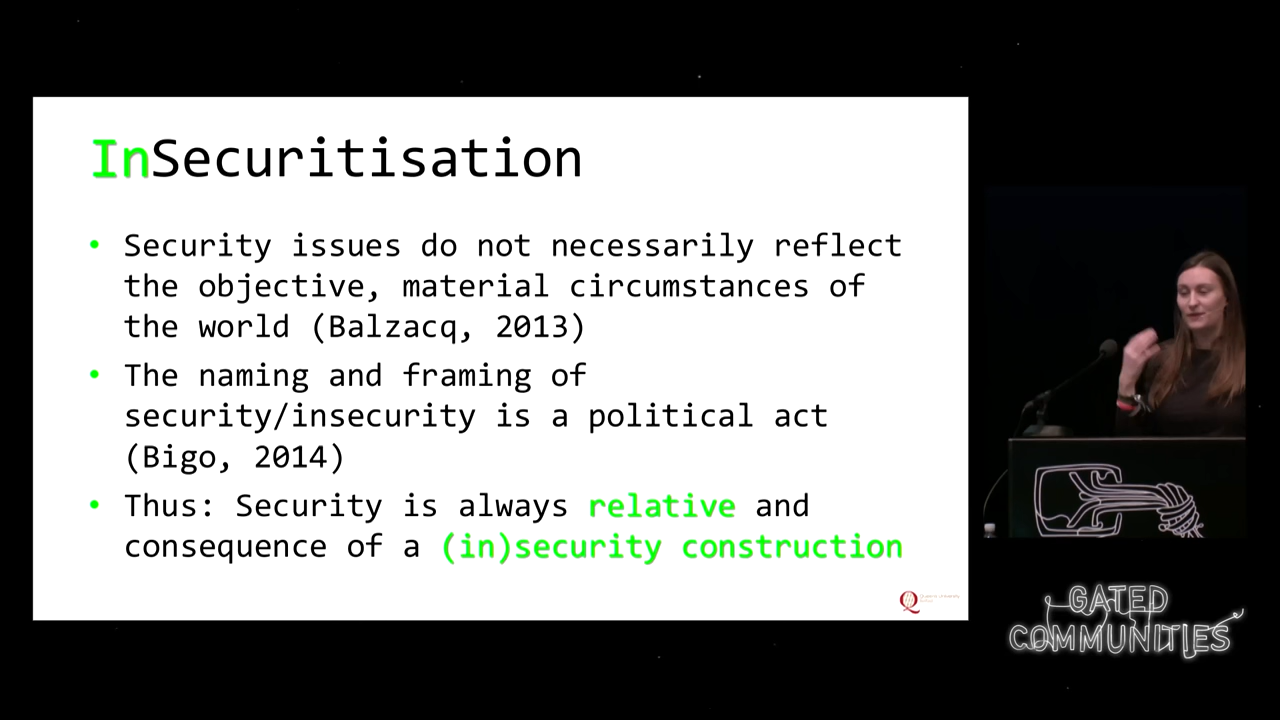 InSecuritisation
• Security issues do not necessarily reflect
the objective, material circumstances of
the world (Balzacq, 2013)
• The naming and framing of
security/insecurity is a political act
(Bigo, 2014)
• Thus: Security is always relative and
consequence of a (in)security construction
GATED
COMMUNITIES